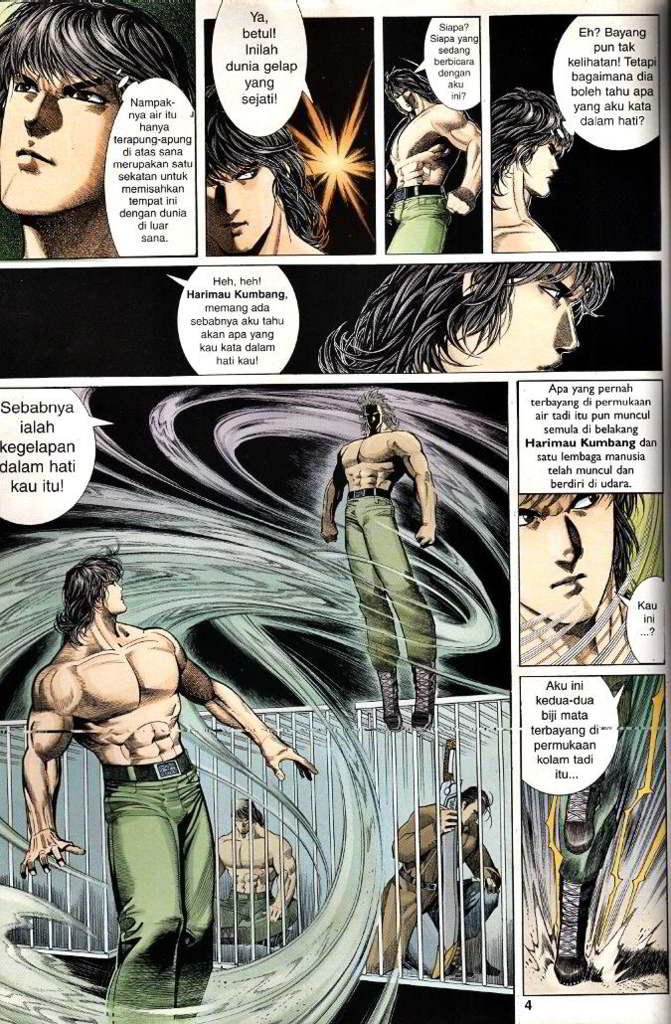 Nampak-
nya air itu
hanya
terapung-apung
di atas sana
merupakan satu
sekatan untuk
memisahkan
tempat ini
dengan dunia
di luar
sana.
Ya,
betul!
Inilah
dunia gelap
yang
sejati!
Siapa?
Siapa yang
sedang
berbicara
dengan
aku
ini?
Eh? Bayang
pun tak
kelihatan! Tetapi
bagaimana dia
boleh tahu apa
yang aku kata
dalam hati?
Heh, heh!
Harimau Kumbang,
memang ada
sebabnya aku tahu
akan apa yang
kau kata dalam
hati kau!
Sebabnya
ialah
kegelapan
dalam hati
kau itu!
Apa yang pernah
terbayang di permukaan
air tadi itu pun muncul
semula di belakang
Harimau Kumbang dan
satu lembaga manusia
telah muncul dan
berdiri di udara.
Kau
ini
...?
Aku ini
kedua-dua
biji mata
terbayang di
permukaan
kolam tadi
itu...
4